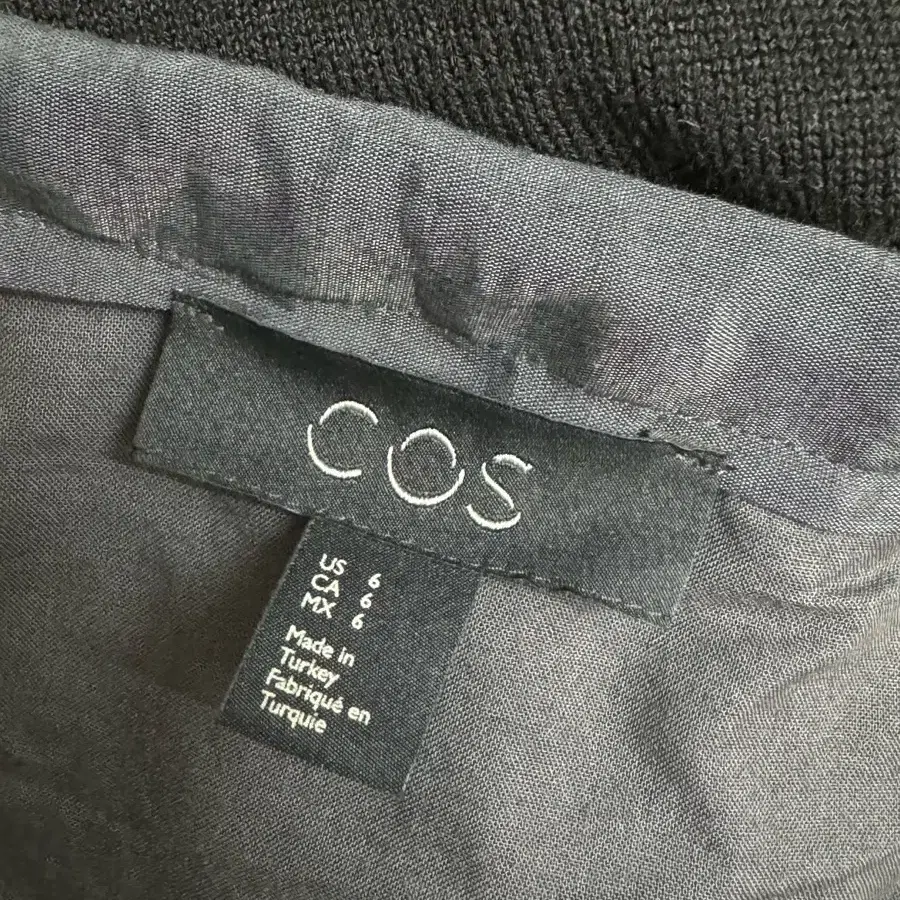 COS
US 6
CA 6
MX 6
Made in
Turkey
Fabriqué en
Turquie